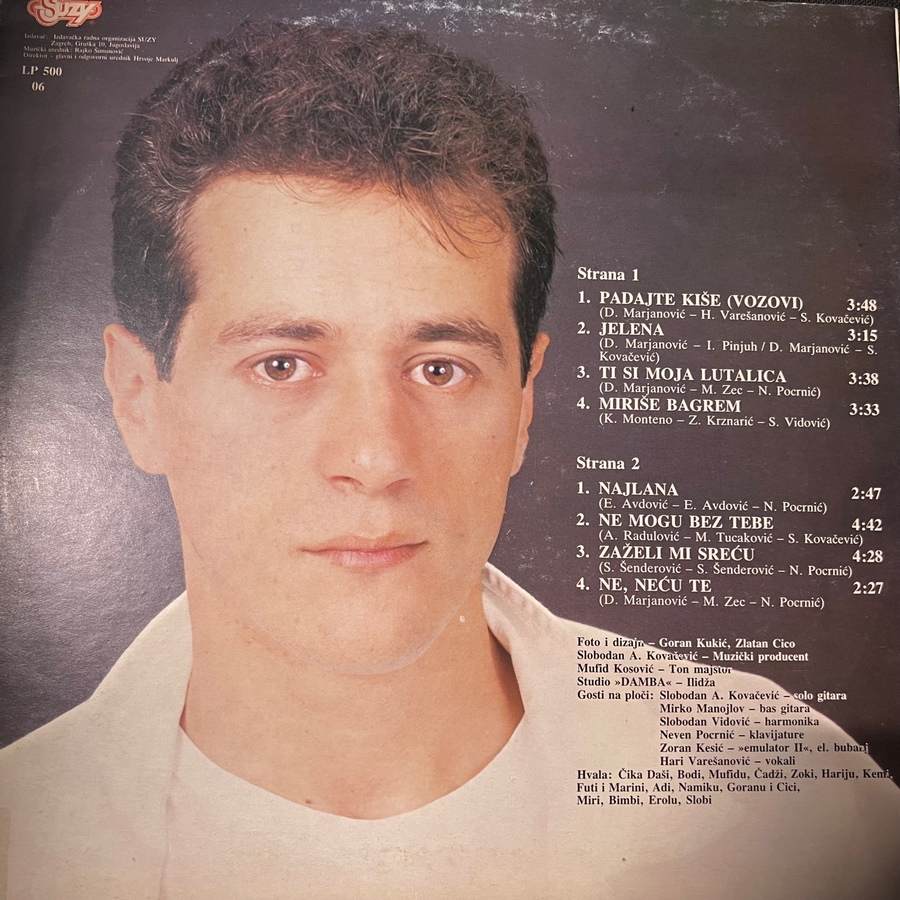 Suzy
Izdavač: Izdavačka radna organizacija SUZY
Zagreb, Gruška 10, Jugoslavija
Muzički urednik: Rajko Simunović
Direktor – glavni i odgovorni urednik Hrvoje Markulj
LP 500
06
Strana 1
1. PADAJTE KIŠE (VOZOVI) 3:48
(D. Marjanović – H. Varešanović – S. Kovačević)
2. JELENA 3:15
(D. Marjanović – I. Pinjuh / D. Marjanović – S.
Kovačević)
3. TI SI MOJA LUTALICA 3:38
(D. Marjanović – M. Zec – N. Pocrnić)
4. MIRIŠE BAGREM 3:33
(K. Monteno – Z. Krznarić – S. Vidović)
Strana 2
1. NAJLANA 2:47
(E. Avdović – E. Avdović – N. Pocrnić)
2. NE MOGU BEZ TEBE 4:42
(A. Radulović – M. Tucaković – S. Kovačević)
3. ZAŽELI MI SREĆU 4:28
(S. Šenderović – S. Šenderović – N. Pocrnić)
4. NE, NEĆU TE 2:27
(D. Marjanović – M. Zec – N. Pocrnić)
Foto i dizajn – Goran Kukić, Zlatan Cico
Slobodan A. Kovačević – Muzički producent
Mufid Kosović – Ton majstor
Studio »DAMBA« – Ilidža
Gosti na ploči: Slobodan A. Kovačević – solo gitara
Mirko Manojlov – bas gitara
Slobodan Vidović – harmonika
Neven Pocrnić – klavijature
Zoran Kesić – »emulator II«, el. bubanj
Hari Varešanović – vokali
Hvala: Čika Daši, Bodi, Mufidu, Čadži, Zoki, Hariju,
Futi i Marini, Adi, Namiku, Goranu i Cici,
Miri, Bimbi, Erolu, Slobi